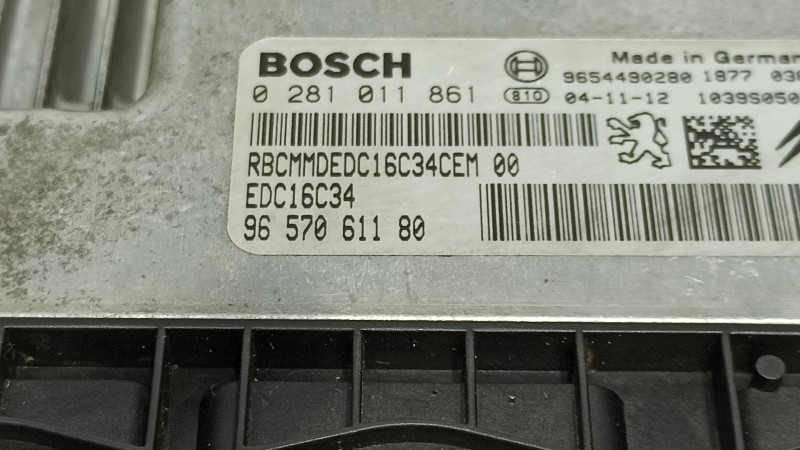 BOSCH Made in German
0 281 011 861 9654490280 1877
810 04-11-12 1039S050
RBCMMDEDC16C34CEM 00
EDC16C34
96 570 611 80